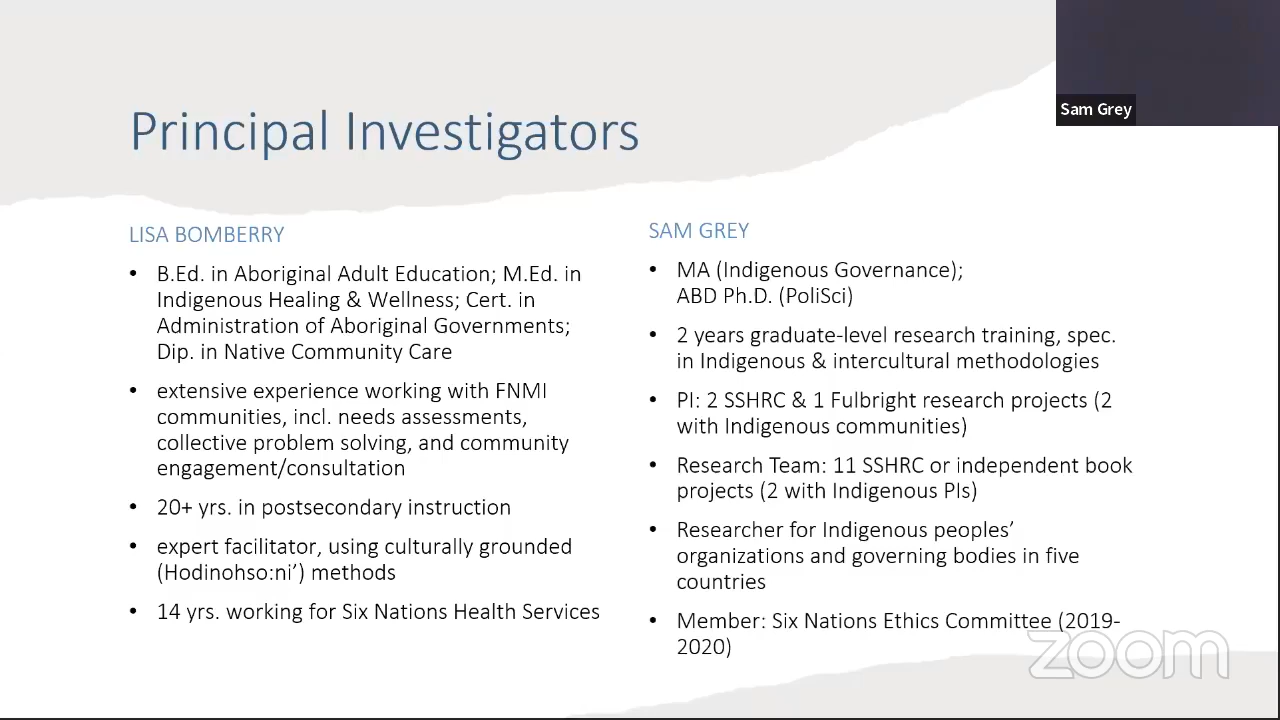 Sam Grey
Principal Investigators
LISA BOMBERRY
• B.Ed. in Aboriginal Adult Education; M.Ed. in
Indigenous Healing & Wellness; Cert. in
Administration of Aboriginal Governments;
Dip. in Native Community Care
• extensive experience working with FNMI
communities, incl. needs assessments,
collective problem solving, and community
engagement/consultation
• 20+ yrs. in postsecondary instruction
• expert facilitator, using culturally grounded
(Hodinohso:ni’) methods
• 14 yrs. working for Six Nations Health Services
SAM GREY
• MA (Indigenous Governance);
ABD Ph.D. (PoliSci)
• 2 years graduate-level research training, spec.
in Indigenous & intercultural methodologies
• PI: 2 SSHRC & 1 Fulbright research projects (2
with Indigenous communities)
• Research Team: 11 SSHRC or independent book
projects (2 with Indigenous PIs)
• Researcher for Indigenous peoples’
organizations and governing bodies in five
countries
• Member: Six Nations Ethics Committee (2019-
2020)
zoom